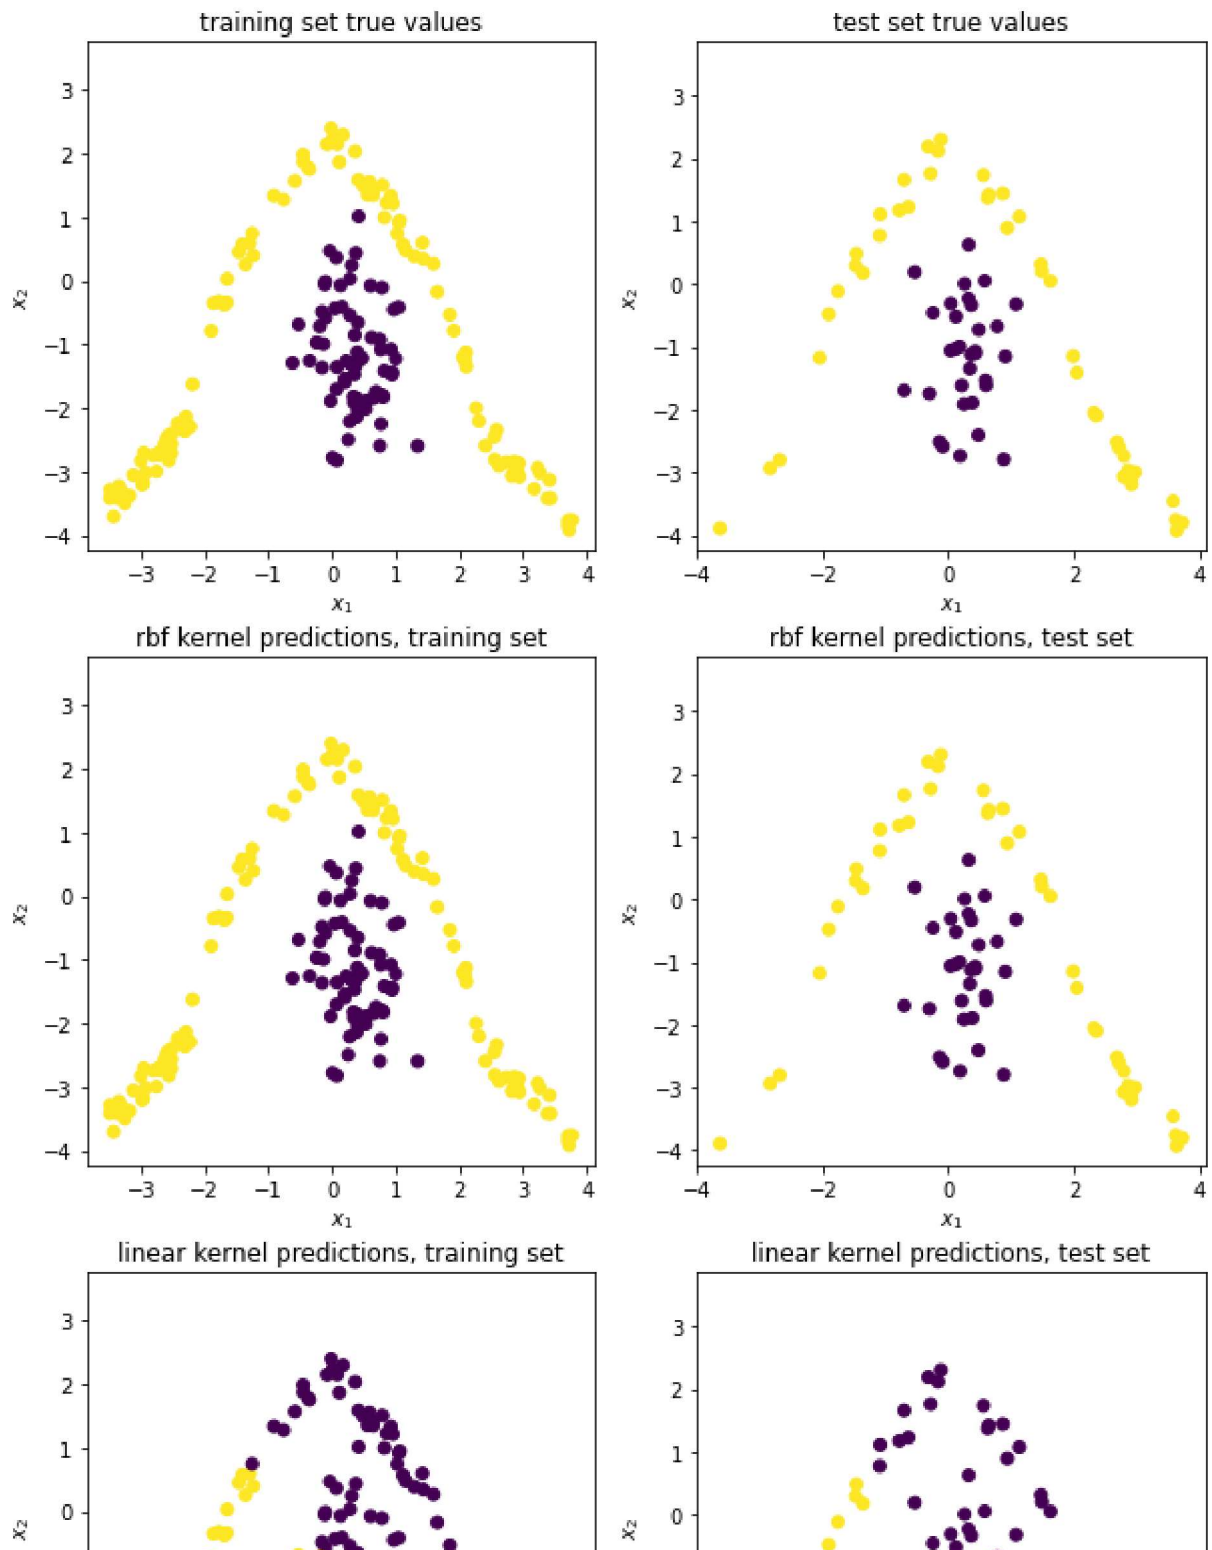 training set true values
test set true values
3
2
1
0
−1
−2
−3
−4
x₂
−3 −2 −1 0 1 2 3 4
x₁
3
2
1
0
−1
−2
−3
−4
−4 −2 0 2 4
x₁
rbf kernel predictions, training set
rbf kernel predictions, test set
3
2
1
0
−1
−2
−3
−4
x₂
−3 −2 −1 0 1 2 3 4
x₁
3
2
1
0
−1
−2
−3
−4
x₂
−4 −2 0 2 4
x₁
linear kernel predictions, training set
linear kernel predictions, test set
3
2
1
0
x₂
3
2
1
0
x₂